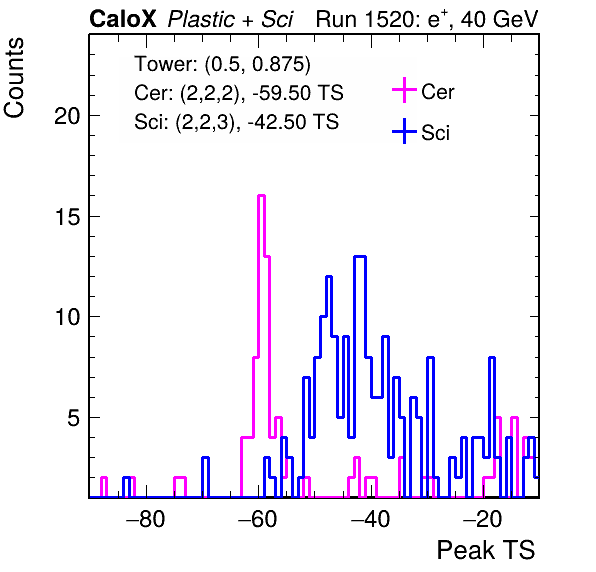 CaloX Plastic + Sci Run 1520: e+, 40 GeV
Counts
Tower: (0.5, 0.875)
Cer: (2,2,2), -59.50 TS
Sci: (2,2,3), -42.50 TS
Cer
Sci
20
15
10
5
−80 −60 −40 −20
Peak TS